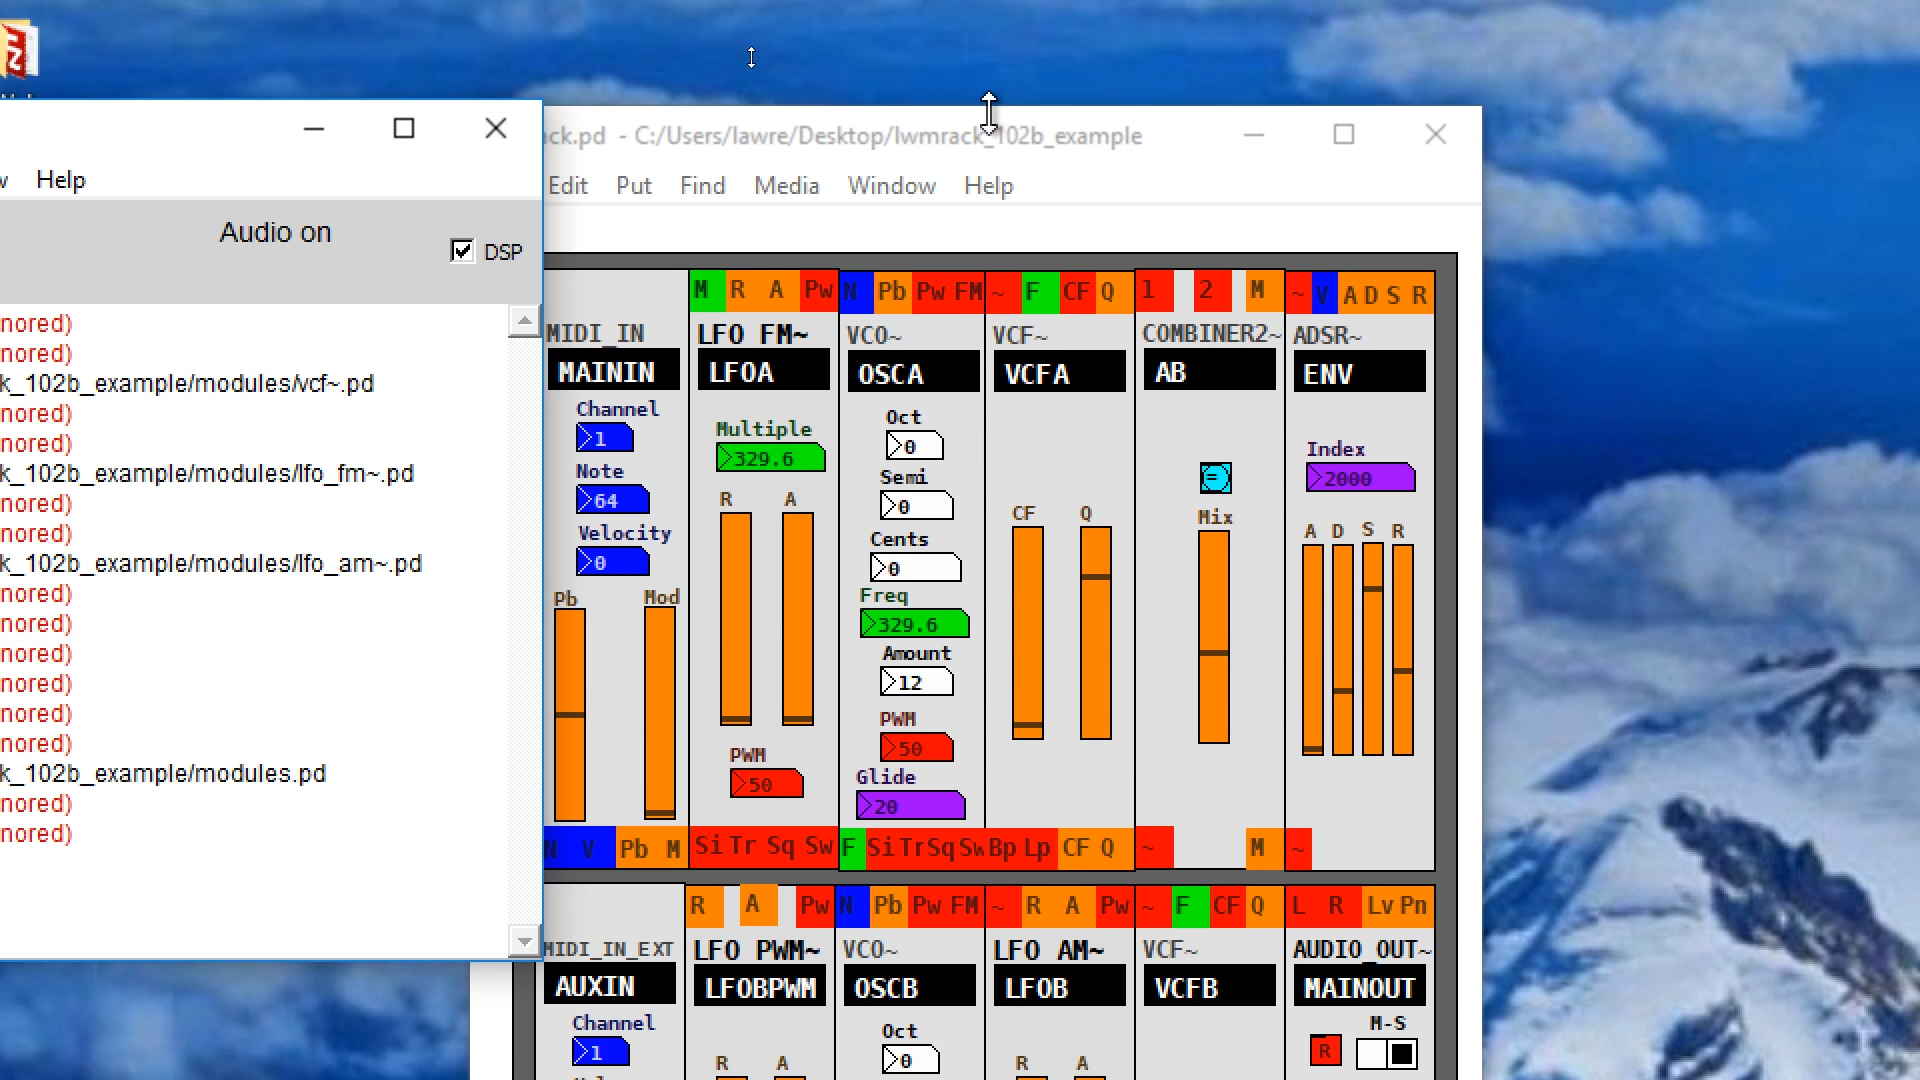 Help
Audio on
DSP
nored)
nored)
k_102b_example/modules/vcf~.pd
nored)
nored)
k_102b_example/modules/lfo_fm~.pd
nored)
nored)
k_102b_example/modules/lfo_am~.pd
nored)
nored)
nored)
nored)
nored)
nored)
k_102b_example/modules.pd
nored)
nored)
ck.pd - C:/Users/lawre/Desktop/lwmrack_102b_example
Edit Put Find Media Window Help
M R A Pw N Pb Pw FM ~ F CF Q 1 2 M ~ V A D S R
MIDI_IN LFO FM~ VCO~ VCF~ COMBINER2~ ADSR~
MAININ LFOA OSCA VCFA AB ENV
Channel
1
Note
64
Velocity
0
Pb Mod
Multiple
329.6
R A
PWM
50
Oct
0
Semi
0
Cents
0
Freq
329.6
Amount
12
PWM
50
Glide
20
CF Q
=
Mix
Index
2000
A D S R
N V Pb M Si Tr Sq Sw F Si Tr Sq Sw Bp Lp CF Q ~ M ~
R A Pw N Pb Pw FM ~ R A Pw ~ F CF Q L R Lv Pn
MIDI_IN_EXT LFO PWM~ VCO~ LFO AM~ VCF~ AUDIO_OUT~
AUXIN LFOBPWM OSCB LFOB VCFB MAINOUT
Channel
1
R A
Oct
0
R A
M-S
R